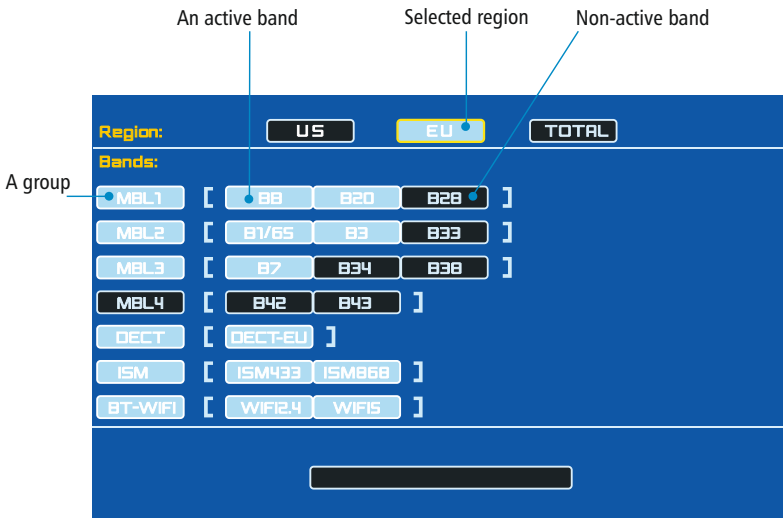 An active band Selected region Non-active band
Region: US EU TOTAL
Bands:
A group
MBL1 [ B8 B20 B28 ]
MBL2 [ B1/65 B3 B33 ]
MBL3 [ B7 B34 B38 ]
MBL4 [ B42 B43 ]
DECT [ DECT-EU ]
ISM [ ISM433 ISM868 ]
BT-WIFI [ WIFI2.4 WIFI5 ]